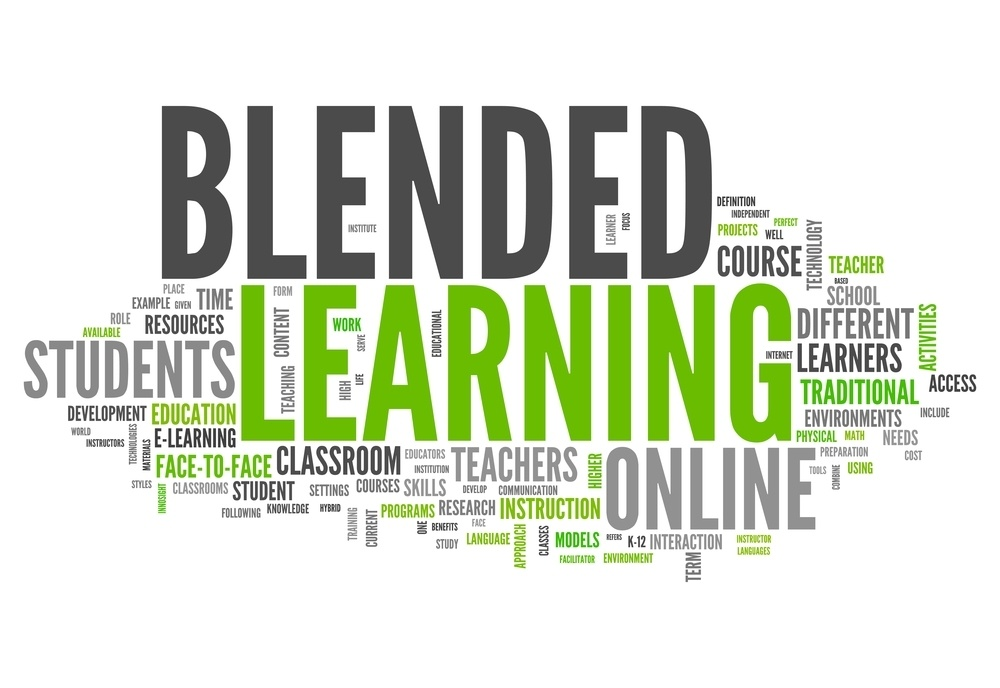 BLENDED
INSTITUTE
LEARNER
FOCUS
DEFINITION
INDEPENDENT
PROJECTS
PERFECT
WELL
COURSE
TECHNOLOGY
TEACHER
BASED
SCHOOL
PLACE
EXAMPLE
GIVEN
TIME
FORM
ROLE
RESOURCES
AVAILABLE
STUDENTS
LEARNING
CONTENT
TEACHING
WORK
SERVE
HIGH
LIFE
EDUCATIONAL
INTERNET
DIFFERENT
ACTIVITIES
LEARNERS
TRADITIONAL
ACCESS
ENVIRONMENTS
INCLUDE
PHYSICAL
MATH
NEEDS
COST
DEVELOPMENT
EDUCATION
WORLD
INSTRUCTORS
TECHNOLOGIES
MATERIALS
E-LEARNING
FACE-TO-FACE
CLASSROOM
EDUCATORS
INSTITUTION
TEACHERS
HIGHER
ONLINE
PREPARATION
TOOLS
COMBINE
USING
STYLES
INNOSIGHT
CLASSROOMS
STUDENT
SETTINGS
COURSES
SKILLS
DEVELOP
COMMUNICATION
FOLLOWING
KNOWLEDGE
HYBRID
TRAINING
CURRENT
PROGRAMS
RESEARCH
INSTRUCTION
ONE
BENEFITS
FACE
STUDY
LANGUAGE
APPROACH
CLASSES
MODELS
REFERS
K-12
INTERACTION
INSTRUCTOR
LANGUAGES
FACILITATOR
ENVIRONMENT
TERM